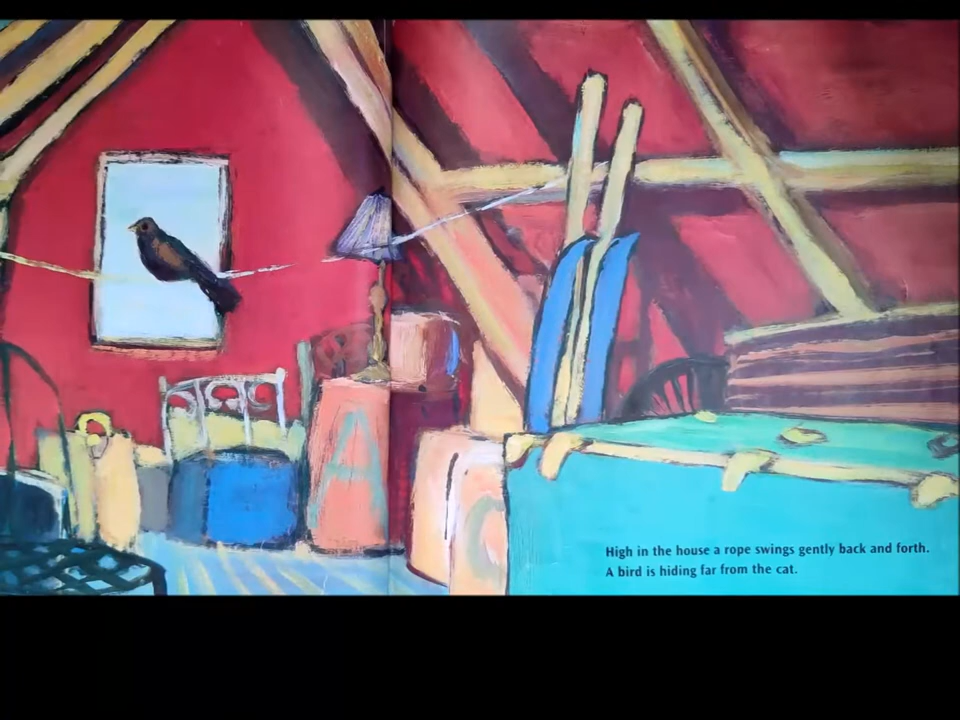 High in the house a rope swings gently back and forth.
A bird is hiding far from the cat.